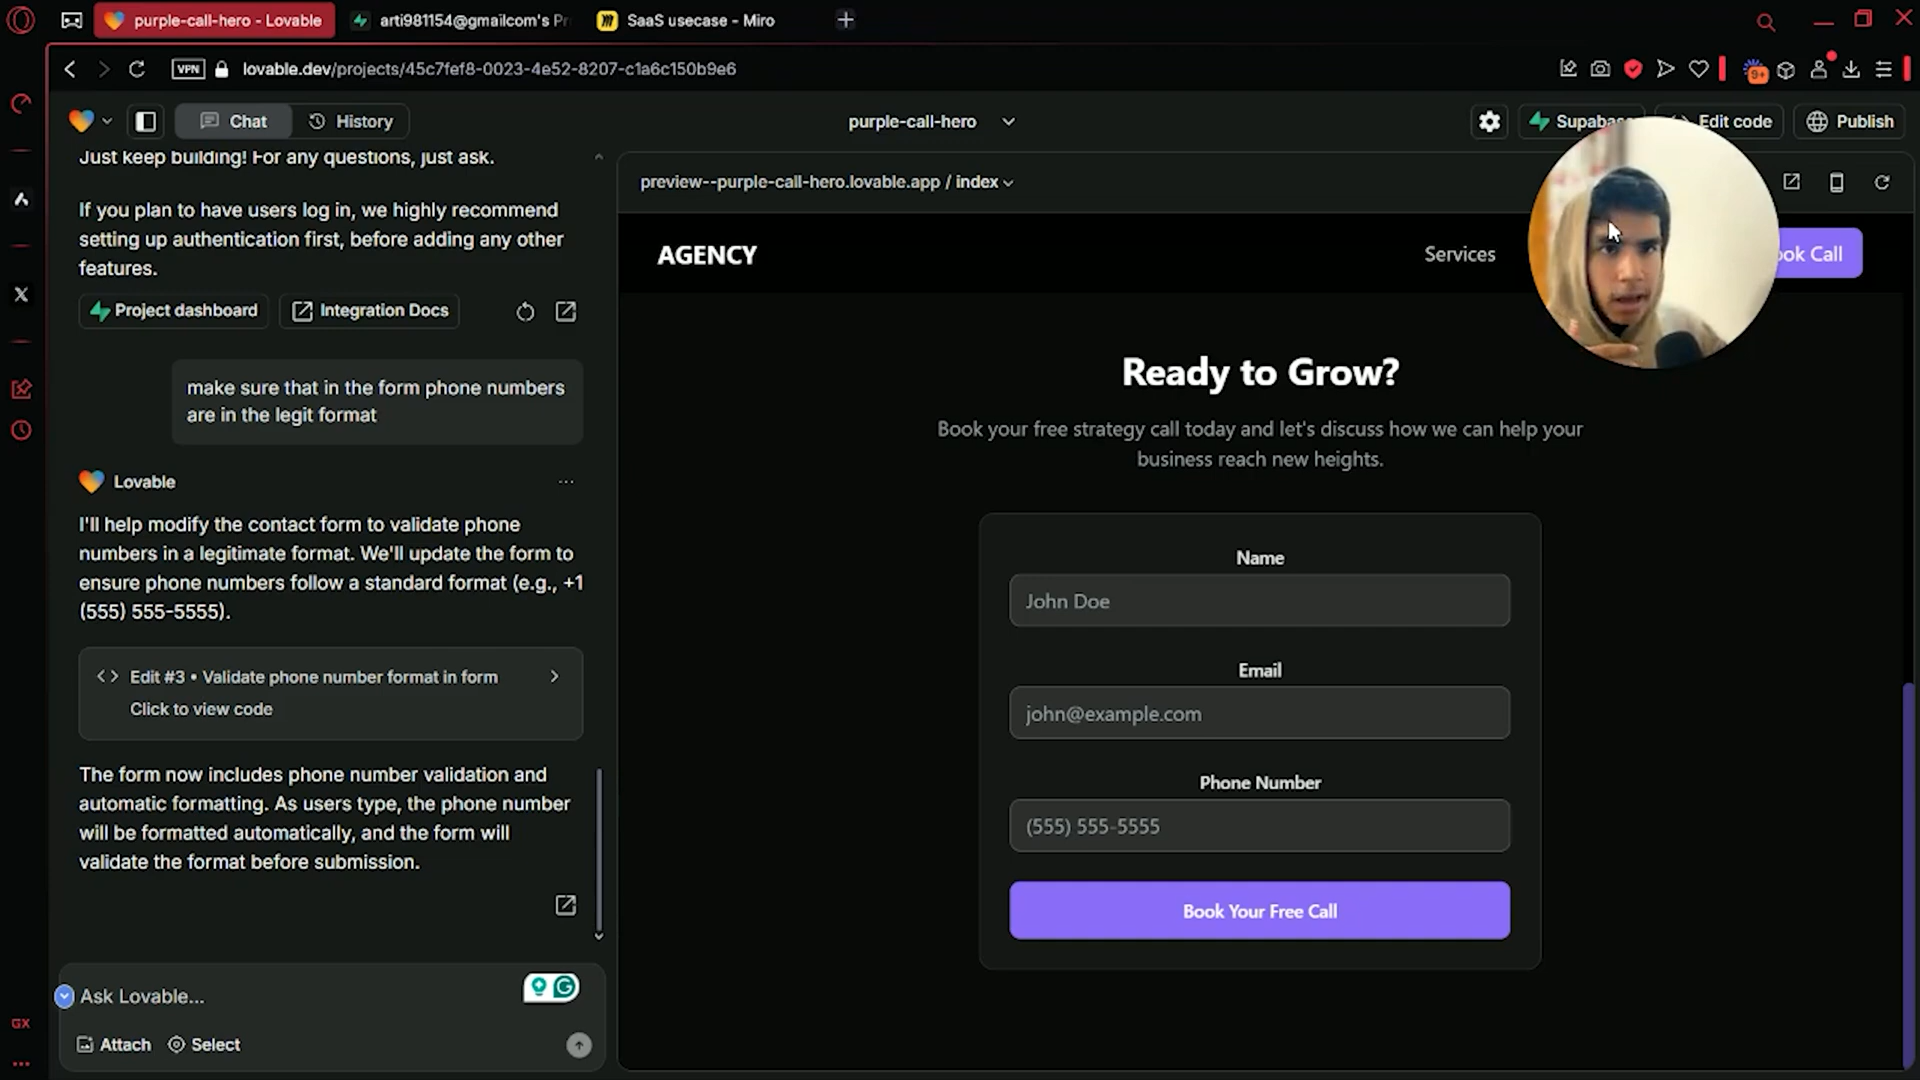 purple-call-hero - Lovable
arti981154@gmailcom's Pr
SaaS usecase - Miro
VPN
lovable.dev/projects/45c7fef8-0023-4e52-8207-c1a6c150b9e6
9+
Chat
History
purple-call-hero
Supabase
Edit code
Publish
Just keep building! For any questions, just ask.
If you plan to have users log in, we highly recommend
setting up authentication first, before adding any other
features.
Project dashboard
Integration Docs
make sure that in the form phone numbers
are in the legit format
Lovable
I'll help modify the contact form to validate phone
numbers in a legitimate format. We'll update the form to
ensure phone numbers follow a standard format (e.g., +1
(555) 555-5555).
Edit #3 • Validate phone number format in form
Click to view code
The form now includes phone number validation and
automatic formatting. As users type, the phone number
will be formatted automatically, and the form will
validate the format before submission.
Ask Lovable...
Attach
Select
GX
preview--purple-call-hero.lovable.app / index
AGENCY
Services
ook Call
Ready to Grow?
Book your free strategy call today and let's discuss how we can help your
business reach new heights.
Name
John Doe
Email
john@example.com
Phone Number
(555) 555-5555
Book Your Free Call